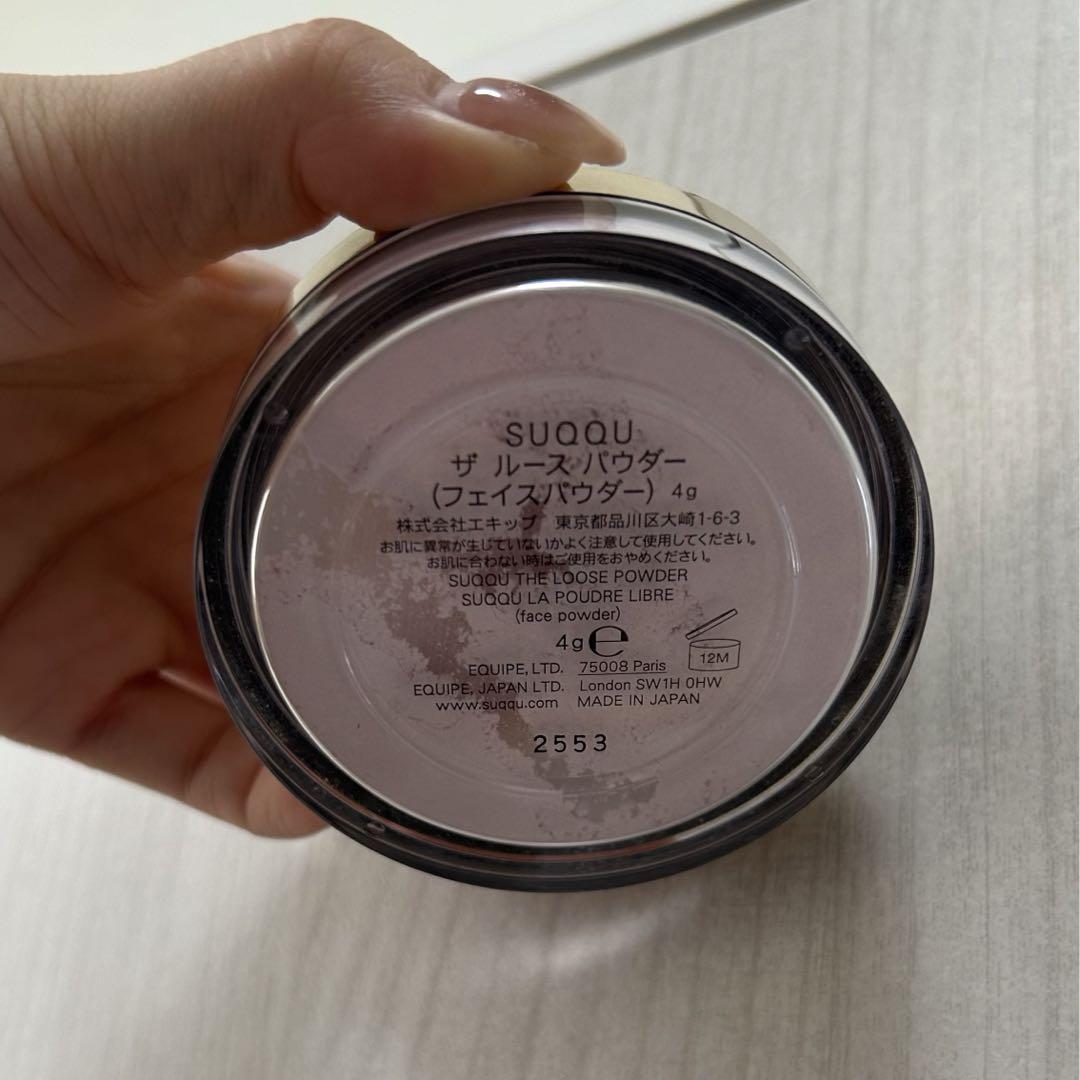 SUQQU
ザ ルース パウダー
(フェイスパウダー) 4g
株式会社エキップ 東京都品川区大崎1-6-3
お肌に異常が生じていないかよく注意して使用してください。
お肌に合わない時はご使用をおやめください。
SUQQU THE LOOSE POWDER
SUQQU LA POUDRE LIBRE
(face powder)
4g℮
12M
EQUIPE, LTD. 75008 Paris
EQUIPE, JAPAN LTD. London SW1H 0HW
www.suqqu.com MADE IN JAPAN
2553